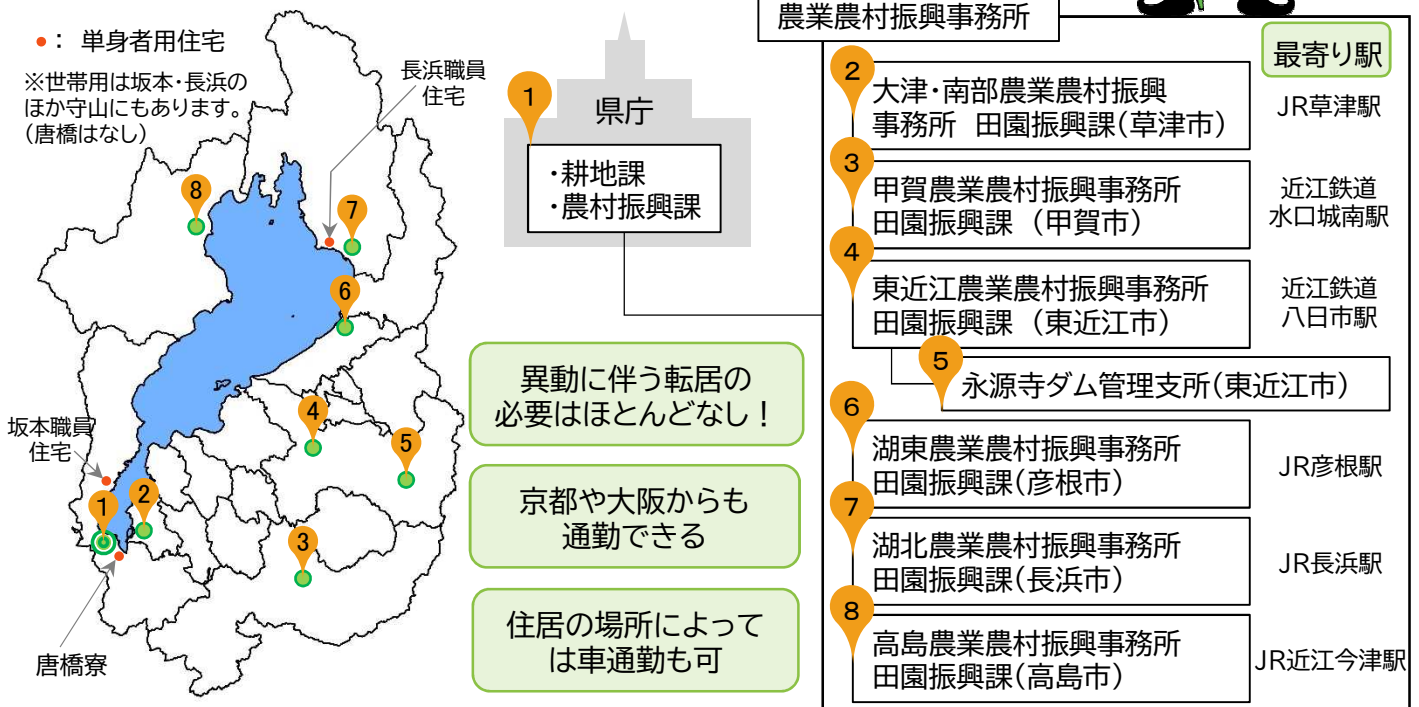 ●： 単身者用住宅
※世帯用は坂本・長浜の
ほか守山にもあります。
（唐橋はなし）
長浜職員
住宅
8
7
6
4
5
坂本職員
住宅
1
2
3
唐橋寮
1
県庁
・耕地課
・農村振興課
異動に伴う転居の
必要はほとんどなし！
京都や大阪からも
通勤できる
住居の場所によって
は車通勤も可
農業農村振興事務所
最寄り駅
2
大津・南部農業農村振興
事務所 田園振興課（草津市）
JR草津駅
3
甲賀農業農村振興事務所
田園振興課 （甲賀市）
近江鉄道
水口城南駅
4
東近江農業農村振興事務所
田園振興課 （東近江市）
近江鉄道
八日市駅
5
永源寺ダム管理支所（東近江市）
6
湖東農業農村振興事務所
田園振興課（彦根市）
JR彦根駅
7
湖北農業農村振興事務所
田園振興課（長浜市）
JR長浜駅
8
高島農業農村振興事務所
田園振興課（高島市）
JR近江今津駅